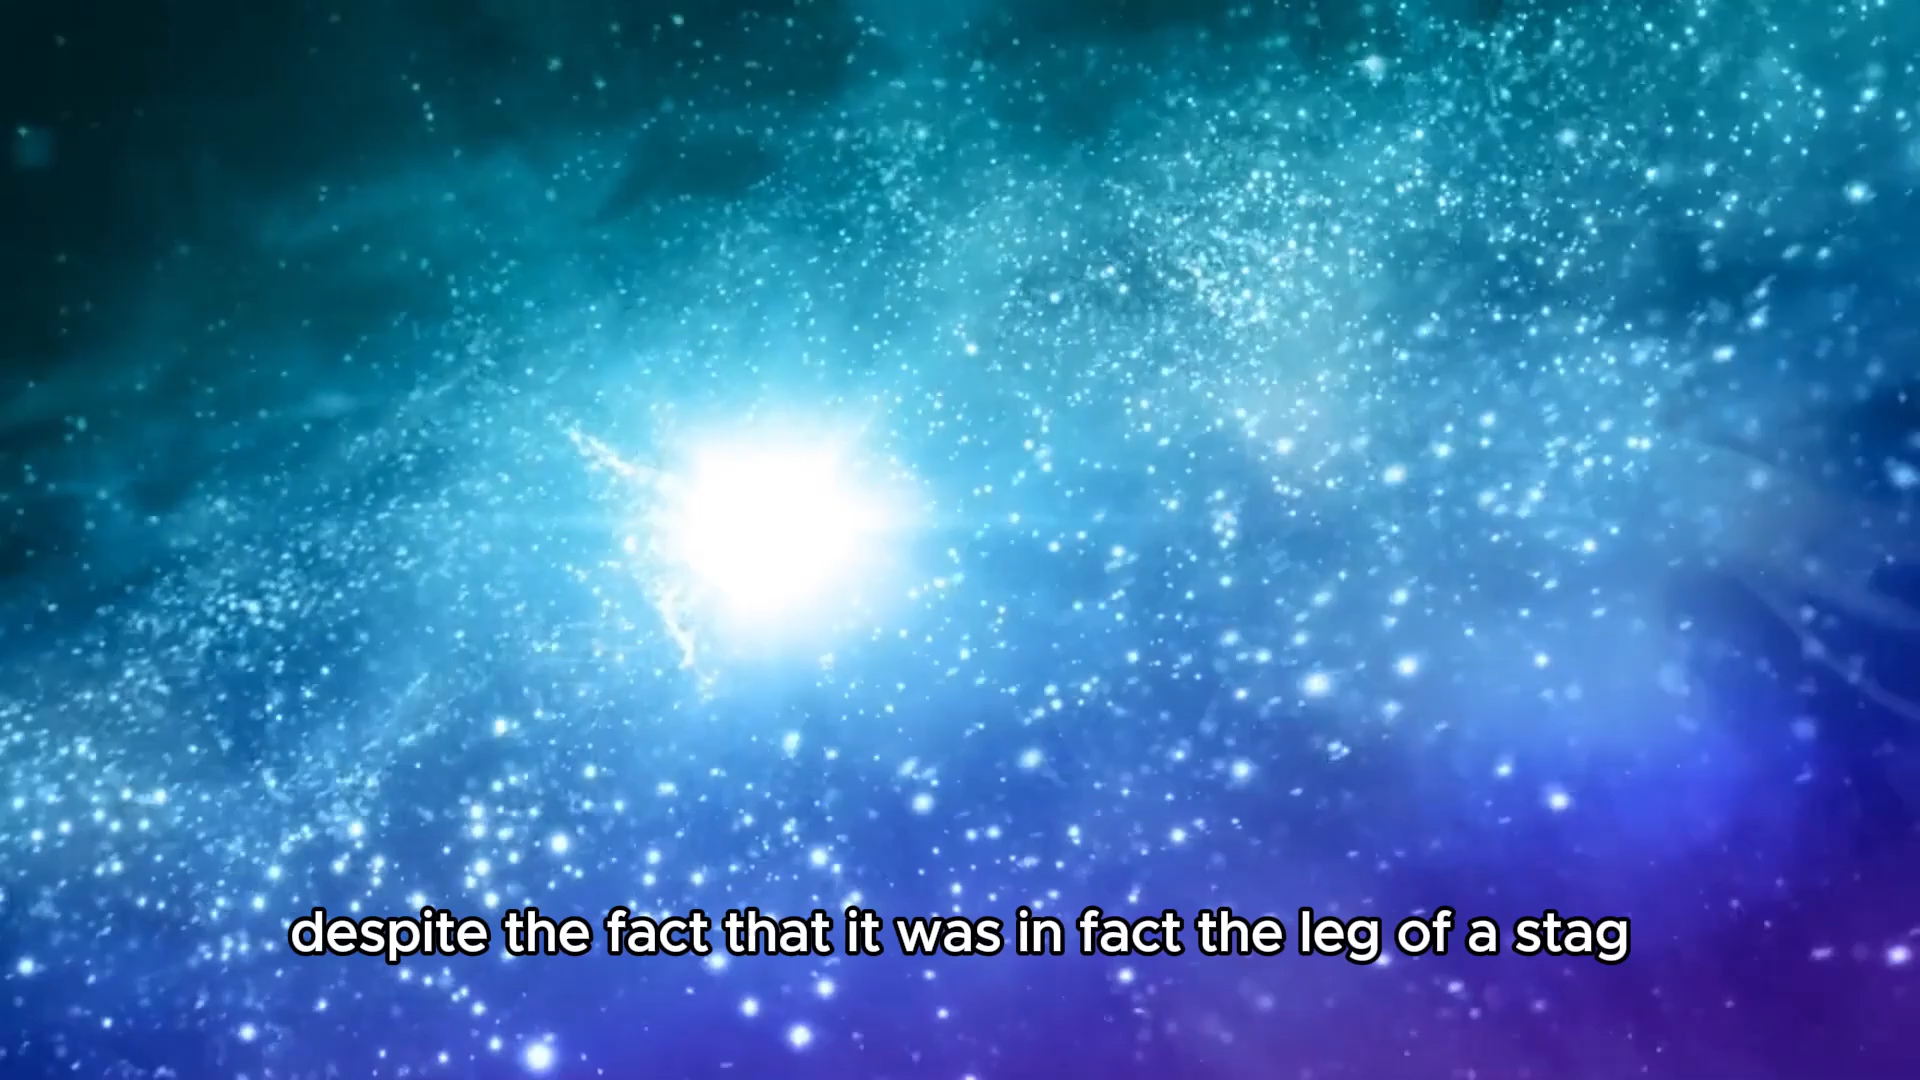 despite the fact that it was in fact the leg of a stag